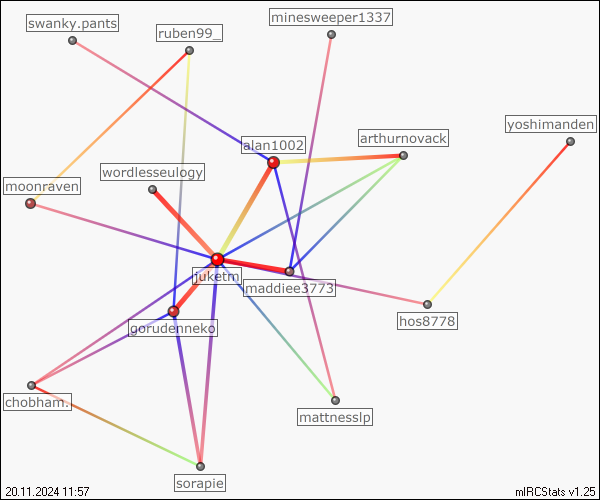 swanky.pants
minesweeper1337
ruben99_
yoshimanden
arthurnovack
alan1002
wordlesseulogy
moonraven
juketm
maddiee3773
hos8778
gorudenneko
chobham.
mattnesslp
sorapie
20.11.2024 11:57
mIRCStats v1.25